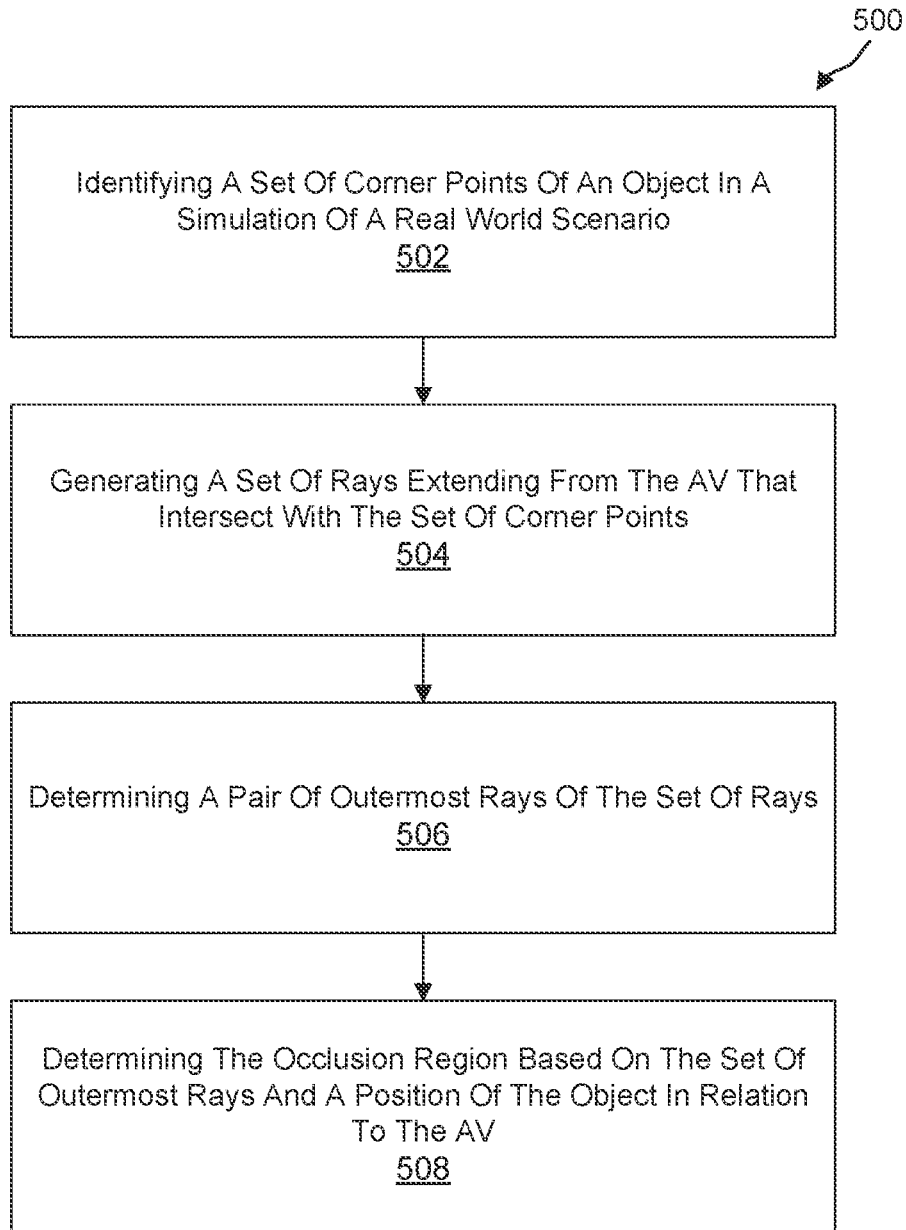 500
Identifying A Set Of Corner Points Of An Object In A
Simulation Of A Real World Scenario
502
Generating A Set Of Rays Extending From The AV That
Intersect With The Set Of Corner Points
504
Determining A Pair Of Outermost Rays Of The Set Of Rays
506
Determining The Occlusion Region Based On The Set Of
Outermost Rays And A Position Of The Object In Relation
To The AV
508